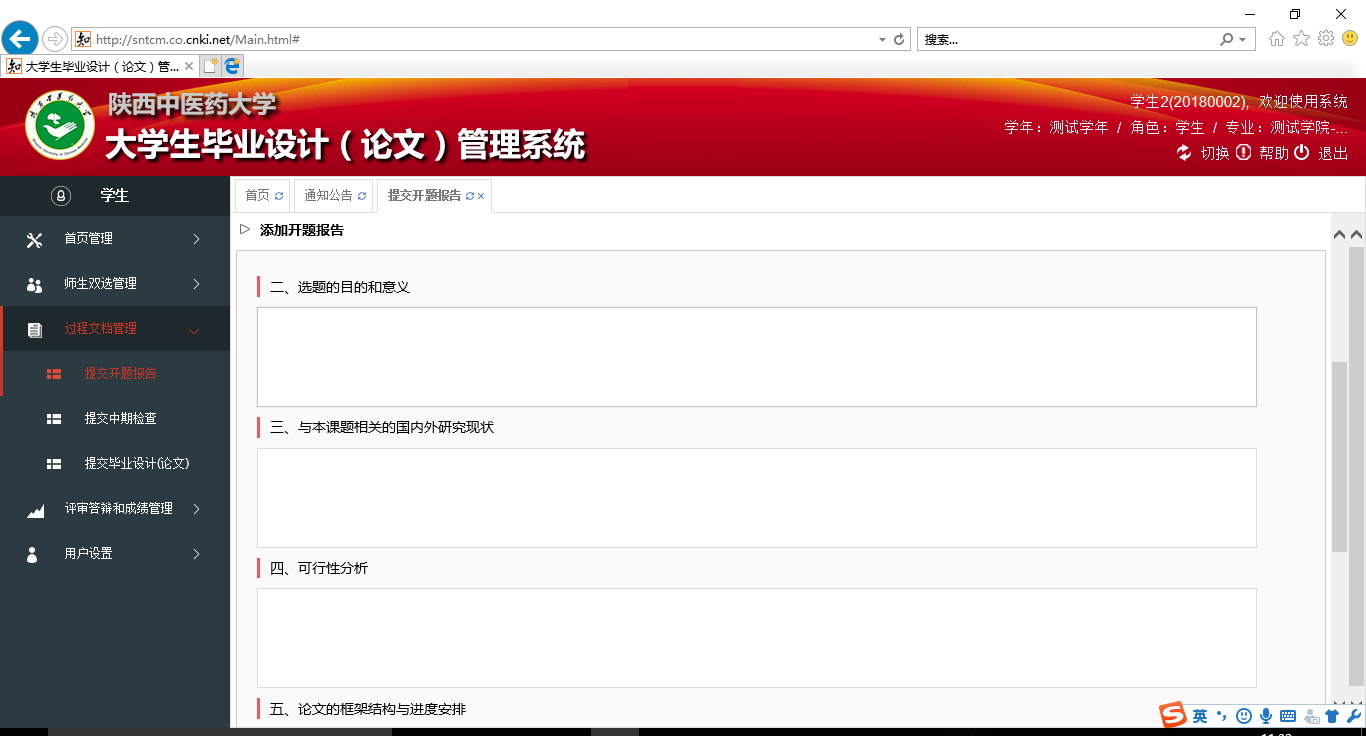 http://sntcm.co.cnki.net/Main.html#
搜索...
大学生毕业设计（论文）管...
陕西中医药大学
大学生毕业设计（论文）管理系统
学生2(20180002), 欢迎使用系统
学年：测试学年 / 角色：学生 / 专业：测试学院-...
切换 帮助 退出
学生
首页 通知公告 提交开题报告
添加开题报告
首页管理
师生双选管理
过程文档管理
提交开题报告
提交中期检查
提交毕业设计(论文)
评审答辩和成绩管理
用户设置
二、选题的目的和意义
三、与本课题相关的国内外研究现状
四、可行性分析
五、论文的框架结构与进度安排
英